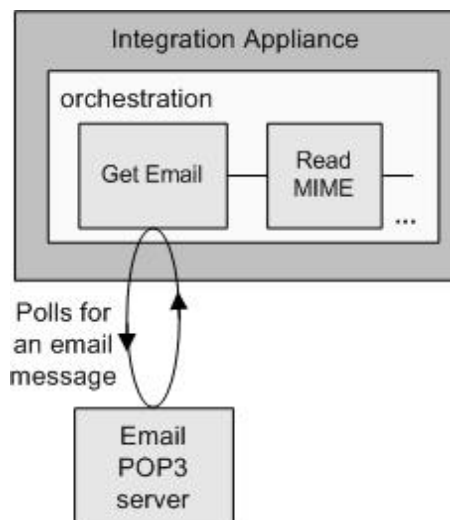 Integration Appliance
orchestration
Get Email
Read
MIME
...
Polls for
an email
message
Email
POP3
server